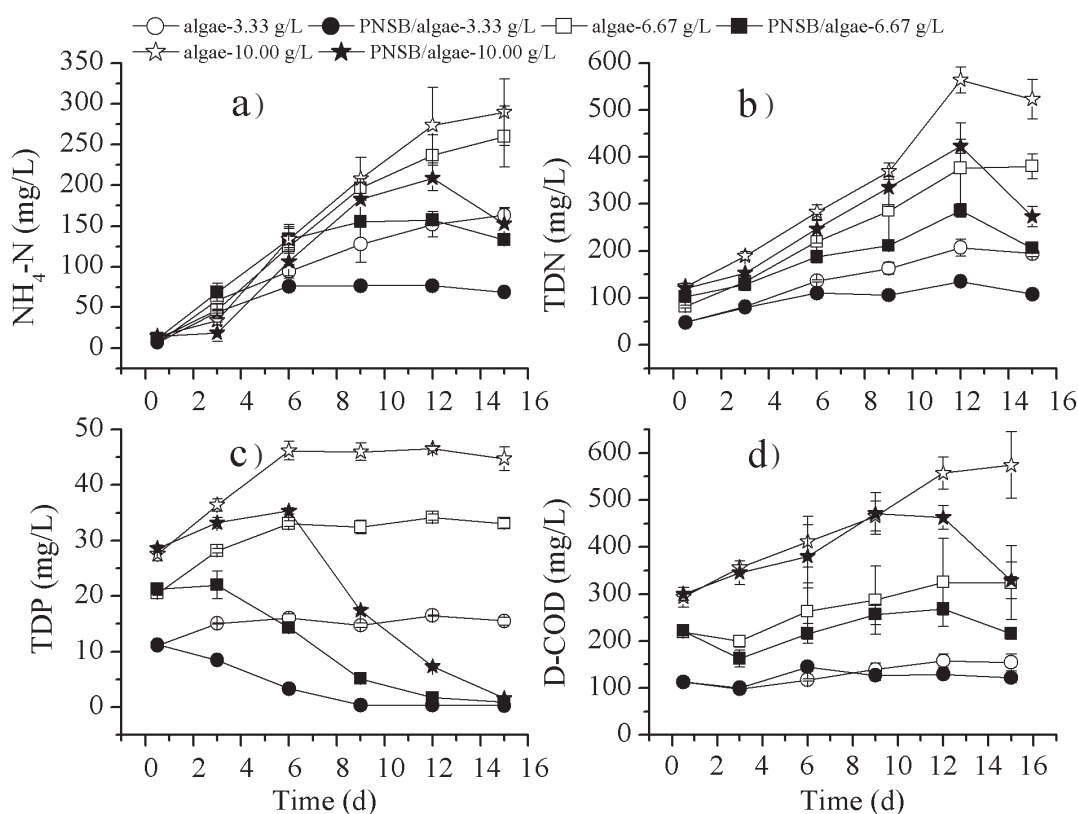 algae-3.33 g/L PNSB/algae-3.33 g/L algae-6.67 g/L PNSB/algae-6.67 g/L
algae-10.00 g/L PNSB/algae-10.00 g/L
a)
NH4-N (mg/L)
350
300
250
200
150
100
50
0
0 2 4 6 8 10 12 14 16
b)
TDN (mg/L)
600
500
400
300
200
100
0
0 2 4 6 8 10 12 14 16
c)
TDP (mg/L)
50
40
30
20
10
0
0 2 4 6 8 10 12 14 16
Time (d)
d)
D-COD (mg/L)
600
500
400
300
200
100
0
0 2 4 6 8 10 12 14 16
Time (d)